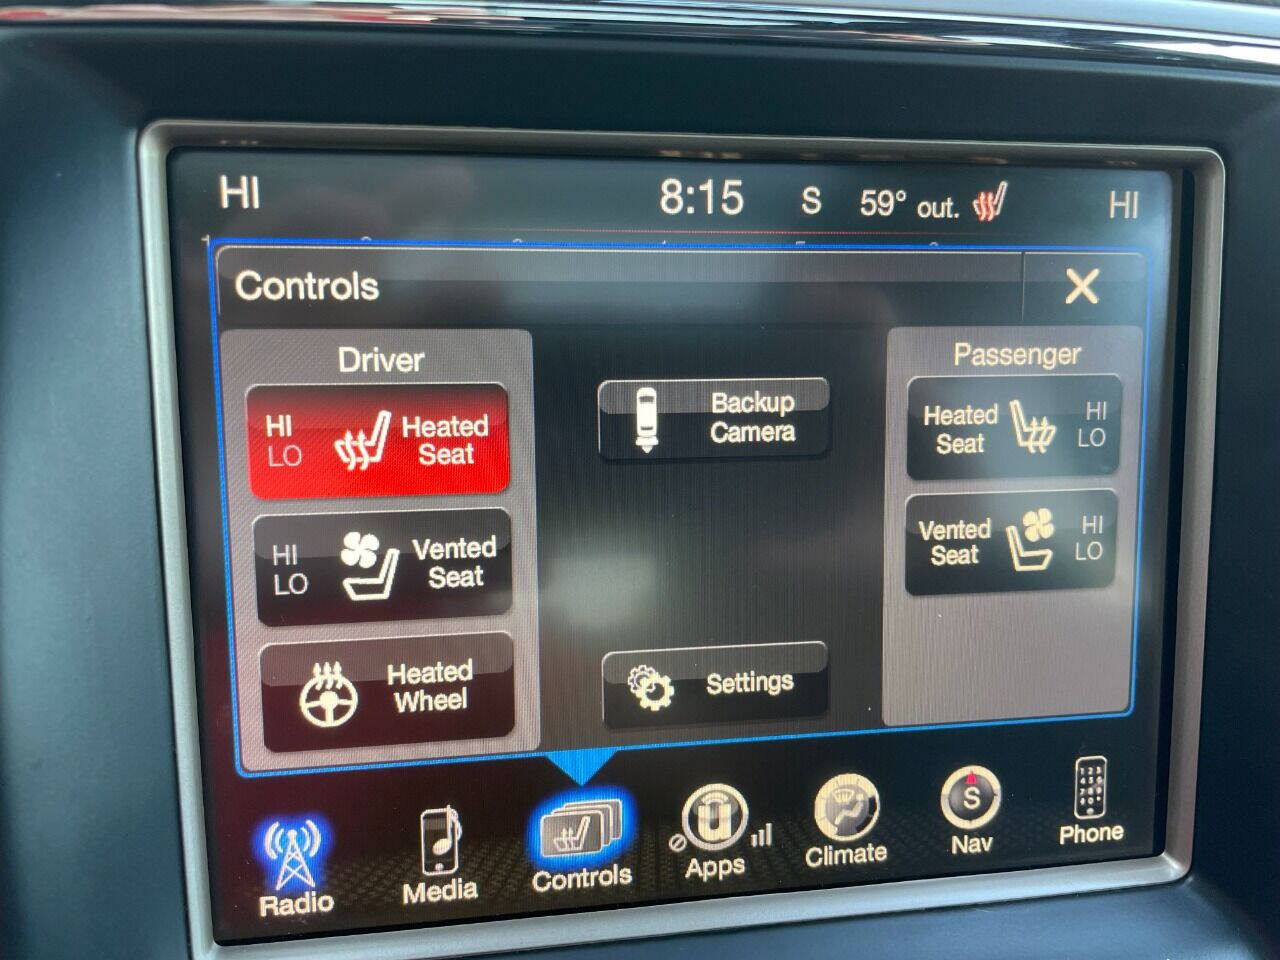 HI 8:15 S 59° out. HI
Controls
Driver
HI
LO
Heated
Seat
HI
LO
Vented
Seat
Heated
Wheel
Backup
Camera
Settings
Passenger
Heated
Seat
HI
LO
Vented
Seat
HI
LO
Radio
Media
Controls
Apps
Climate
S
Nav
Phone